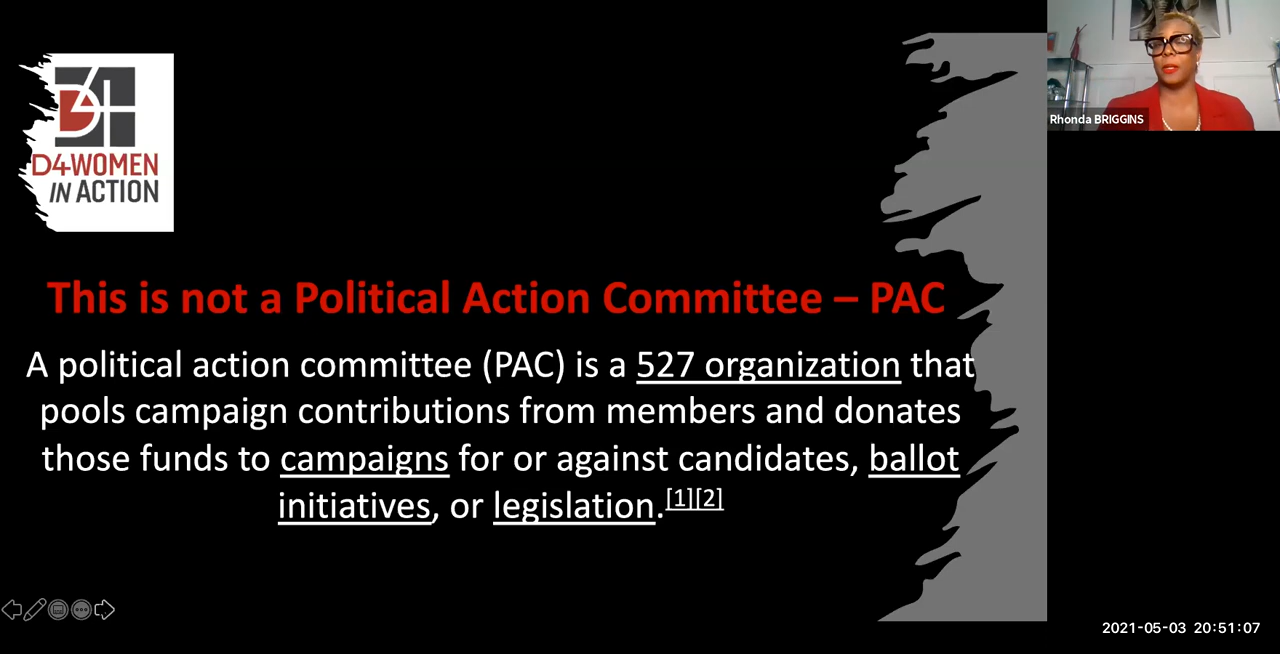 D4WOMEN
IN ACTION
Rhonda BRIGGINS
This is not a Political Action Committee – PAC
A political action committee (PAC) is a 527 organization that
pools campaign contributions from members and donates
those funds to campaigns for or against candidates, ballot
initiatives, or legislation.[1][2]
2021-05-03 20:51:07